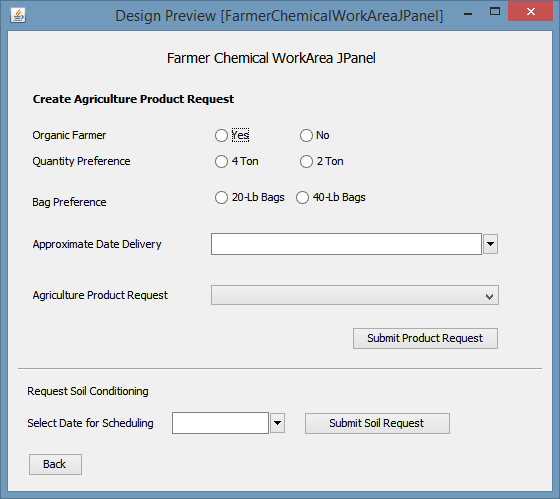 Design Preview [FarmerChemicalWorkAreaJPanel]
Farmer Chemical WorkArea JPanel
Create Agriculture Product Request
Organic Farmer Yes No
Quantity Preference 4 Ton 2 Ton
Bag Preference 20-Lb Bags 40-Lb Bags
Approximate Date Delivery
Agriculture Product Request
Submit Product Request
Request Soil Conditioning
Select Date for Scheduling Submit Soil Request
Back